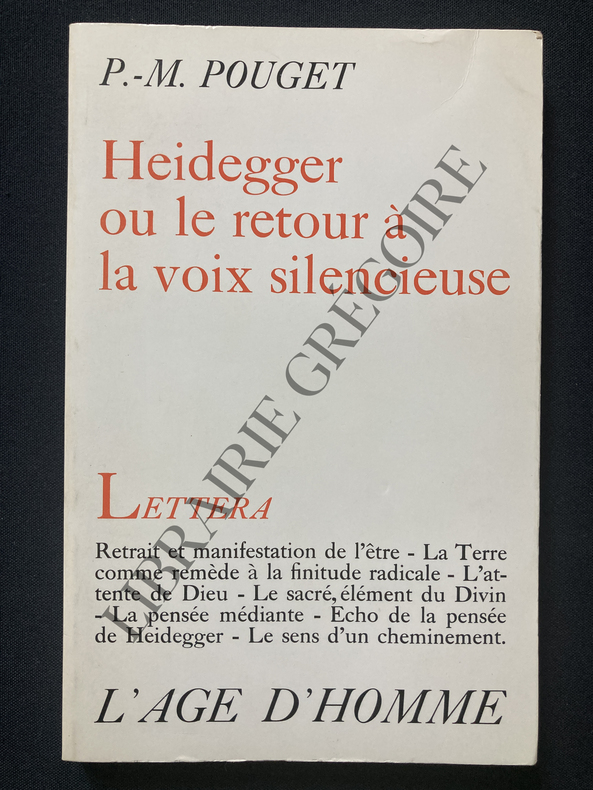 P.-M. POUGET
Heidegger
ou le retour à
la voix silencieuse
LETTERA
Retrait et manifestation de l'être - La Terre
comme remède à la finitude radicale - L'at-
tente de Dieu - Le sacré, élément du Divin
- La pensée médiante - Echo de la pensée
de Heidegger - Le sens d'un cheminement.
L'AGE D'HOMME
LIBRAIRIE GRÉGOIRE